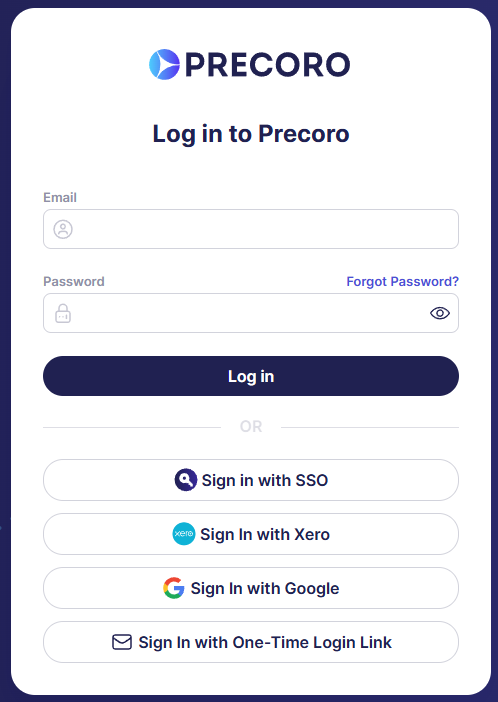 PRECORO
Log in to Precoro
Email
Password Forgot Password?
Log in
OR
Sign in with SSO
xero Sign In with Xero
Sign In with Google
Sign In with One-Time Login Link